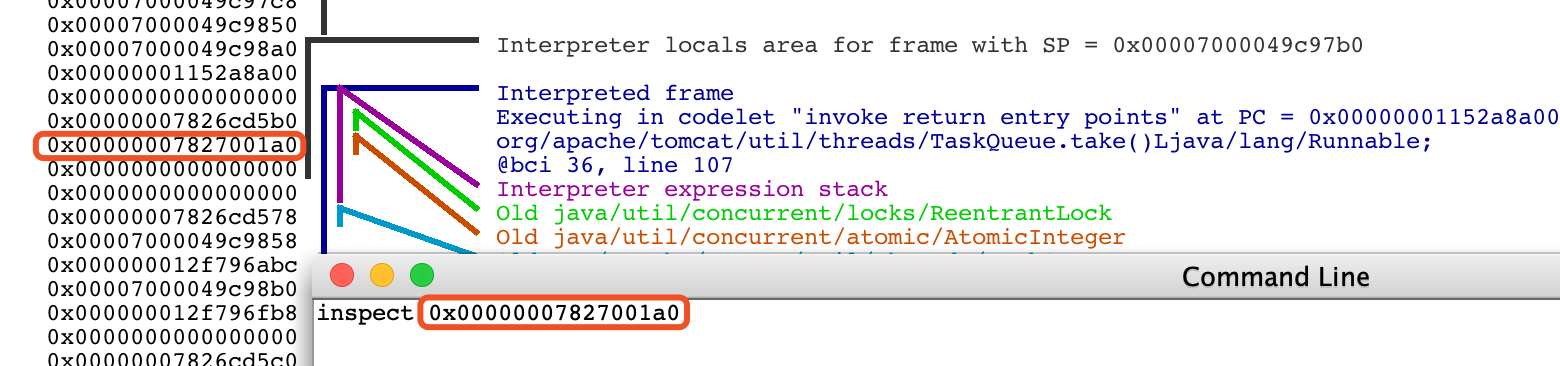 0x00007000049c97c8
0x00007000049c9850
0x00007000049c98a0
0x00000001152a8a00
0x0000000000000000
0x00000007826cd5b0
0x00000007827001a0
0x0000000000000000
0x0000000000000000
0x00000007826cd578
0x00007000049c9858
0x000000012f796abc
0x00007000049c98b0
0x000000012f796fb8
0x0000000000000000
0x00000007826cd5c0
Interpreter locals area for frame with SP = 0x00007000049c97b0
Interpreted frame
Executing in codelet "invoke return entry points" at PC = 0x00000001152a8a00
org/apache/tomcat/util/threads/TaskQueue.take()Ljava/lang/Runnable;
@bci 36, line 107
Interpreter expression stack
Old java/util/concurrent/locks/ReentrantLock
Old java/util/concurrent/atomic/AtomicInteger
Command Line
inspect 0x00000007827001a0